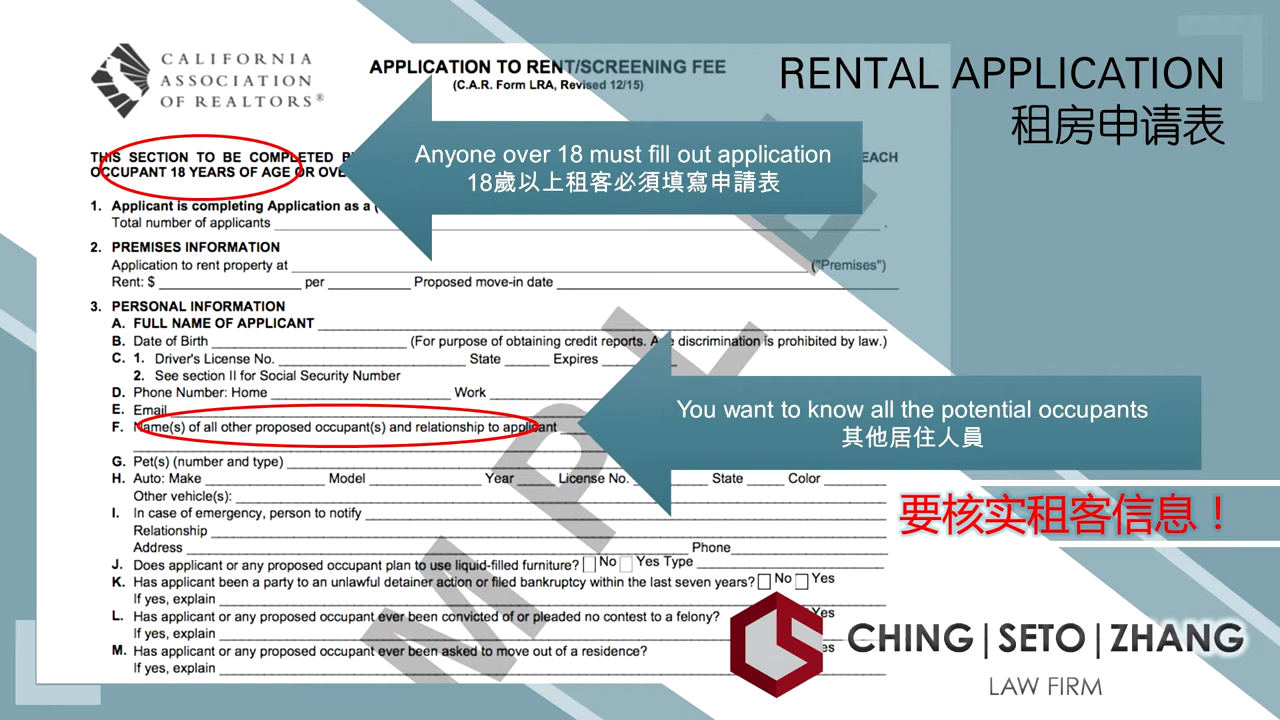 CALIFORNIA
ASSOCIATION
OF REALTORS®
APPLICATION TO RENT/SCREENING FEE
(C.A.R. Form LRA, Revised 12/15)
RENTAL APPLICATION
租房申请表
THIS SECTION TO BE COMPLETED
EACH
OCCUPANT 18 YEARS OF AGE OR OVE
Anyone over 18 must fill out application
18歲以上租客必須填寫申請表
1. Applicant is completing Application as a (
Total number of applicants
2. PREMISES INFORMATION
Application to rent property at ("Premises")
Rent: $ per Proposed move-in date
3. PERSONAL INFORMATION
A. FULL NAME OF APPLICANT
B. Date of Birth (For purpose of obtaining credit reports. Age discrimination is prohibited by law.)
C. 1. Driver's License No. State Expires
2. See section II for Social Security Number
D. Phone Number: Home Work
E. Email
F. Name(s) of all other proposed occupant(s) and relationship to applicant
You want to know all the potential occupants
其他居住人員
G. Pet(s) (number and type)
H. Auto: Make Model Year License No. State Color
Other vehicle(s):
I. In case of emergency, person to notify
Relationship
Address Phone
J. Does applicant or any proposed occupant plan to use liquid-filled furniture? No Yes Type
K. Has applicant been a party to an unlawful detainer action or filed bankruptcy within the last seven years? No Yes
If yes, explain
L. Has applicant or any proposed occupant ever been convicted of or pleaded no contest to a felony? Yes
If yes, explain
M. Has applicant or any proposed occupant ever been asked to move out of a residence? es
If yes, explain
要核实租客信息！
CHING|SETO|ZHANG
LAW FIRM